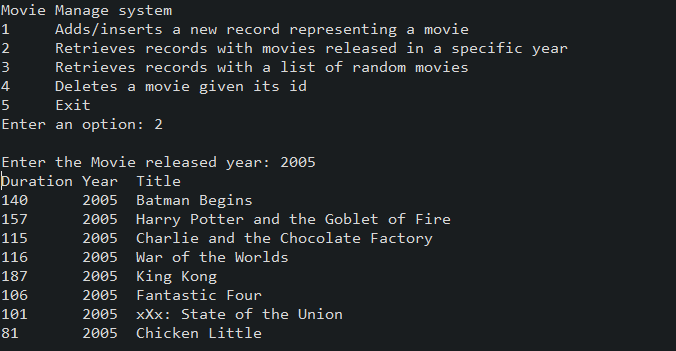 Movie Manage system
1     Adds/inserts a new record representing a movie
2     Retrieves records with movies released in a specific year
3     Retrieves records with a list of random movies
4     Deletes a movie given its id
5     Exit
Enter an option: 2
Enter the Movie released year: 2005
Duration Year  Title
140      2005  Batman Begins
157      2005  Harry Potter and the Goblet of Fire
115      2005  Charlie and the Chocolate Factory
116      2005  War of the Worlds
187      2005  King Kong
106      2005  Fantastic Four
101      2005  xXx: State of the Union
81       2005  Chicken Little